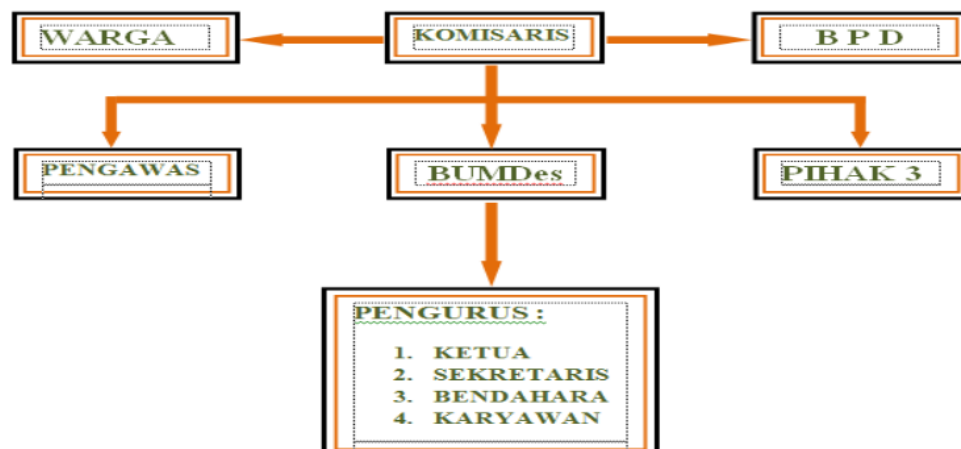 WARGA
KOMISARIS
B P D
PENGAWAS
BUMDes
PIHAK 3
PENGURUS :
1. KETUA
2. SEKRETARIS
3. BENDAHARA
4. KARYAWAN